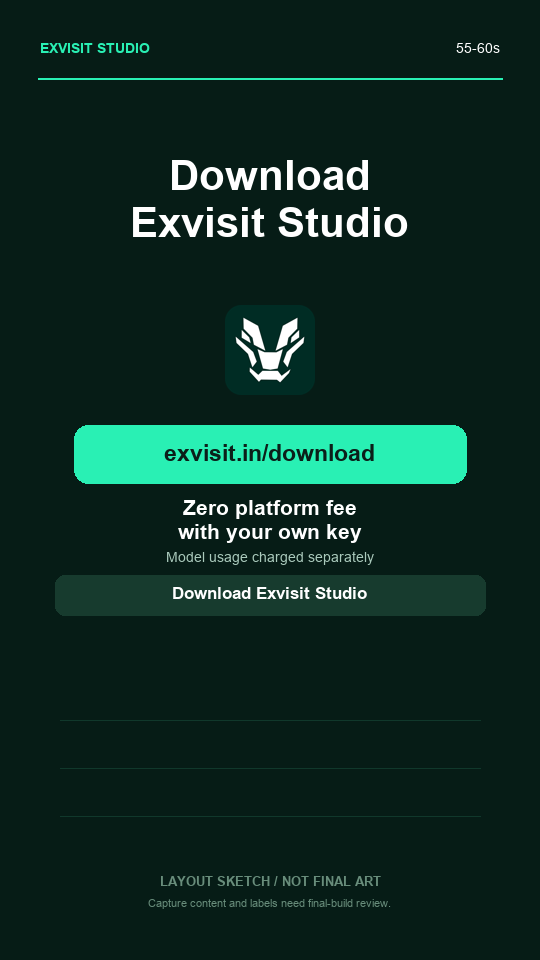 EXVISIT STUDIO
55-60s
Download
Exvisit Studio
exvisit.in/download
Zero platform fee
with your own key
Model usage charged separately
Download Exvisit Studio
LAYOUT SKETCH / NOT FINAL ART
Capture content and labels need final-build review.